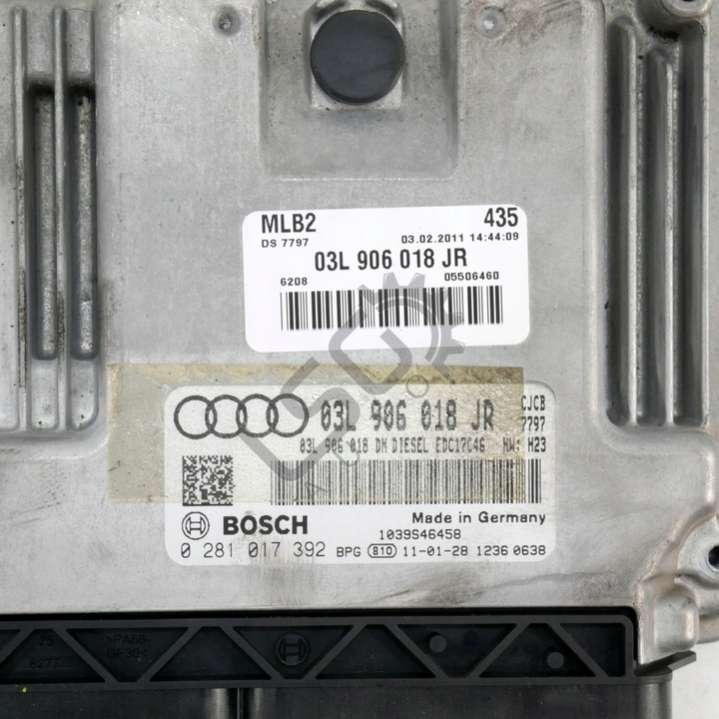 MLB2 435
DS 7797 03.02.2011 14:44:09
03L 906 018 JR
6208 05506460
03L 906 018 JR CJCB
7797
03L 906 018 DM DIESEL EDC17C46 HW: H23
BOSCH Made in Germany
1039S46458
0 281 017 392 BPG 810 11-01-28 1236 0638